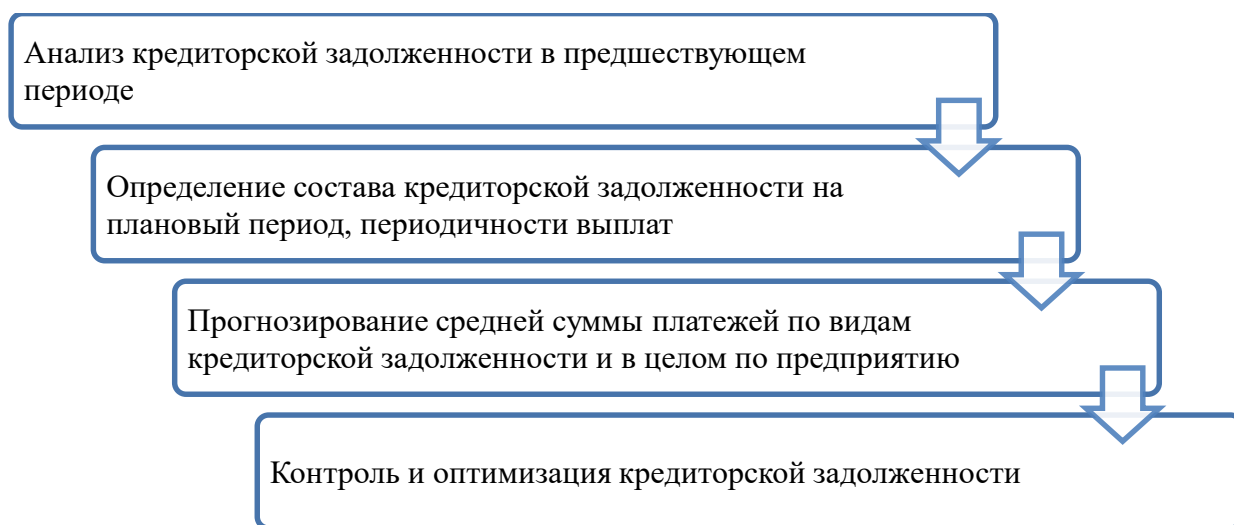 Анализ кредиторской задолженности в предшествующем
периоде
Определение состава кредиторской задолженности на
плановый период, периодичности выплат
Прогнозирование средней суммы платежей по видам
кредиторской задолженности и в целом по предприятию
Контроль и оптимизация кредиторской задолженности